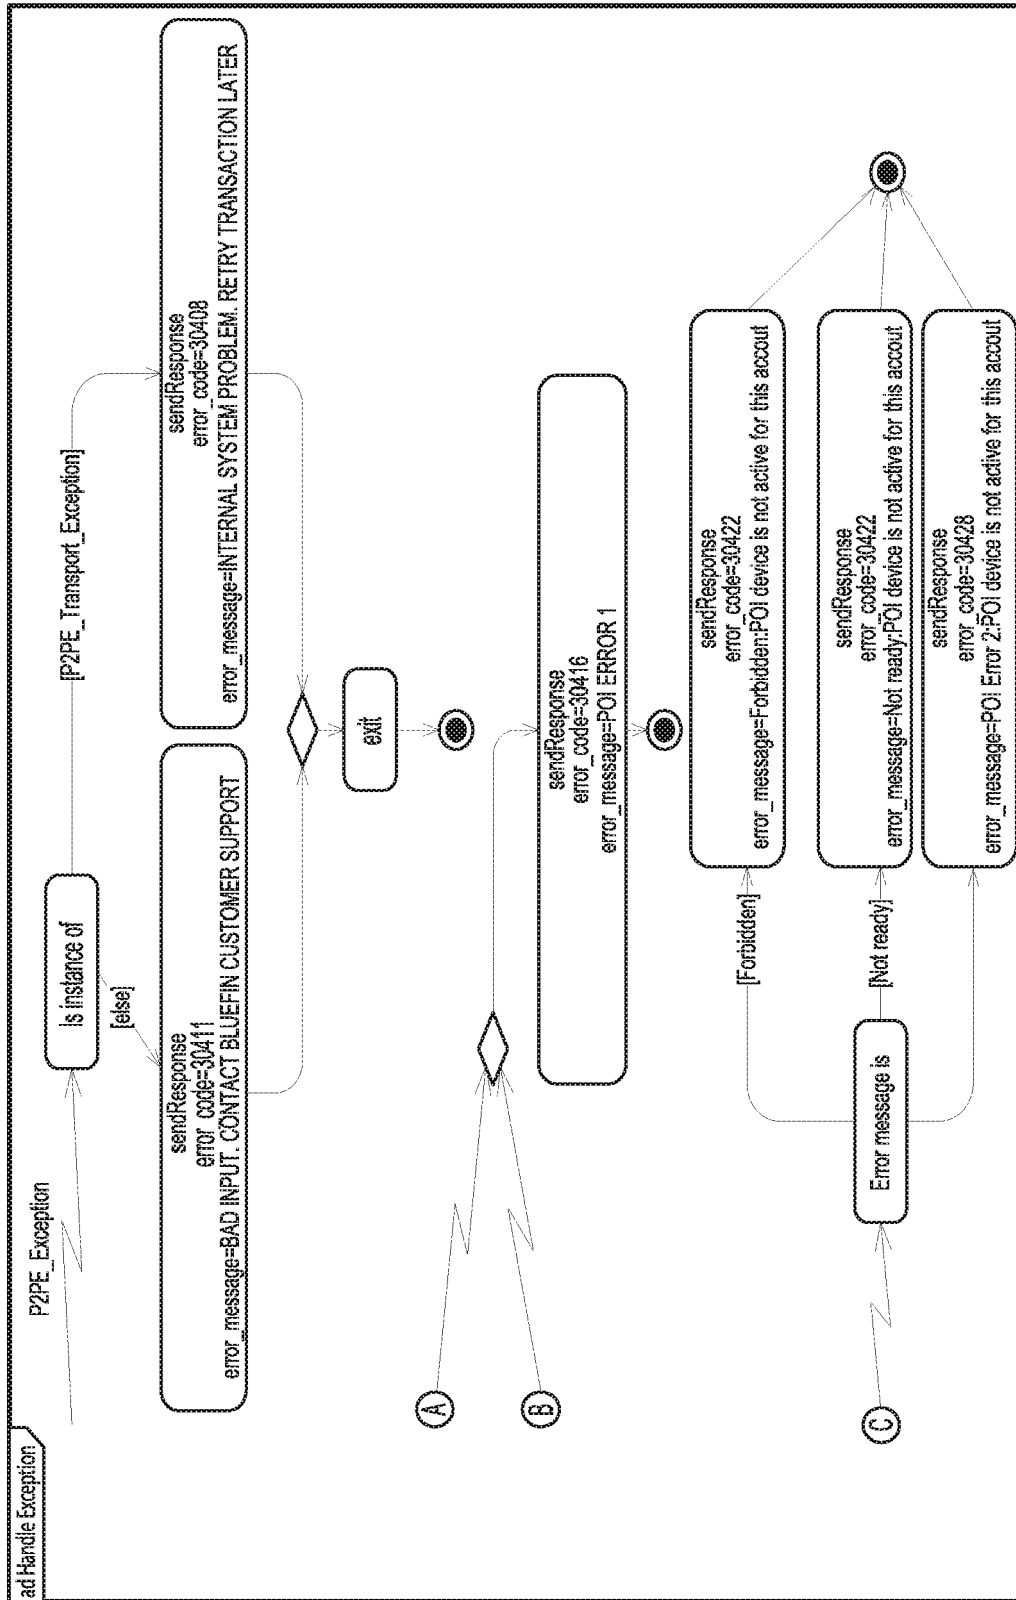 ad Handle Exception
P2PE_Exception
Is instance of
[P2PE_Transport_Exception]
[else]
sendResponse
error_code=30411
error_message=BAD INPUT. CONTACT BLUEFIN CUSTOMER SUPPORT
sendResponse
error_code=30408
error_message=INTERNAL SYSTEM PROBLEM. RETRY TRANSACTION LATER
exit
A
B
sendResponse
error_code=30416
error_message=POI ERROR 1
C
Error message is
[Forbidden]
sendResponse
error_code=30422
error_message=Forbidden:POI device is not active for this accout
[Not ready]
sendResponse
error_code=30422
error_message=Not ready:POI device is not active for this accout
sendResponse
error_code=30428
error_message=POI Error 2:POI device is not active for this accout